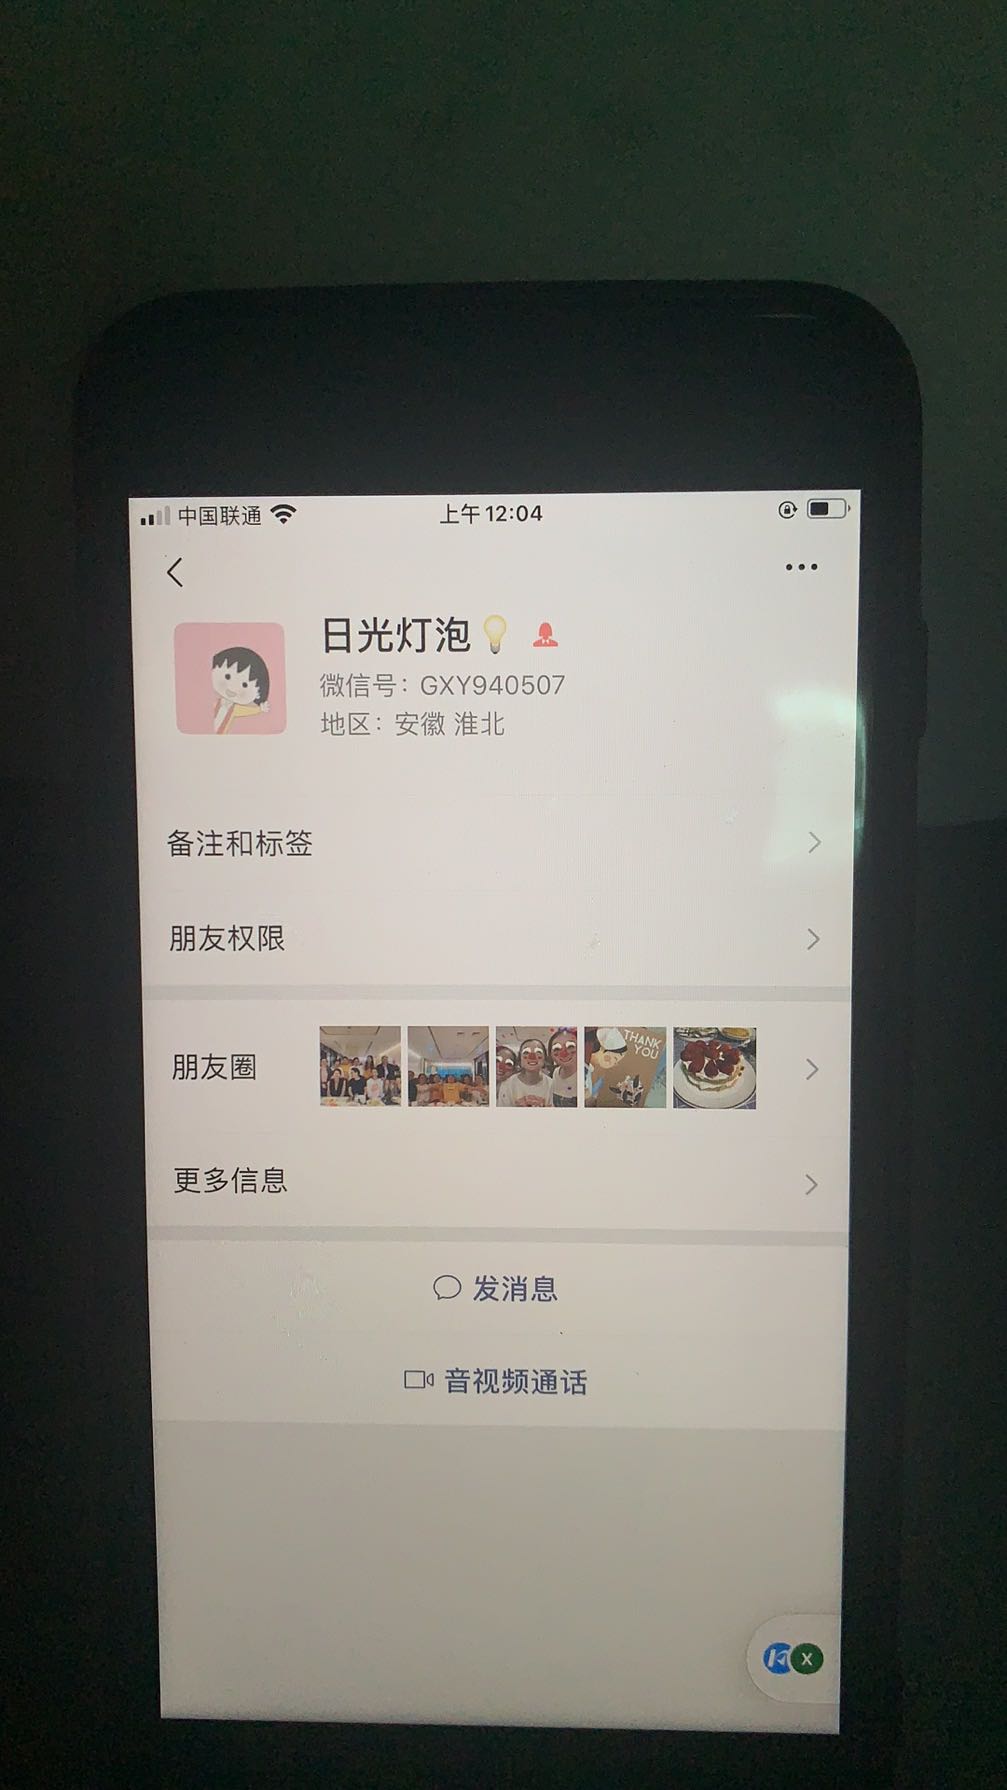 中国联通 上午12:04
日光灯泡
微信号：GXY940507
地区：安徽 淮北
备注和标签
朋友权限
朋友圈
THANK
YOU
更多信息
发消息
音视频通话
X